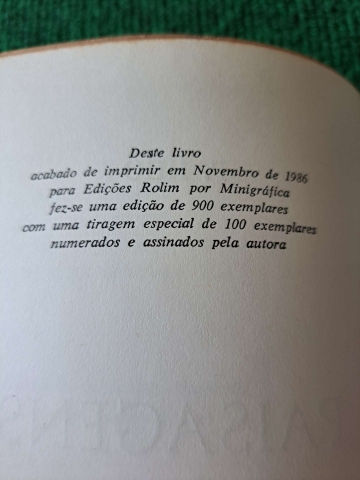 Deste livro
acabado de imprimir em Novembro de 1986
para Edições Rolim por Minigráfica
fez-se uma edição de 900 exemplares
com uma tiragem especial de 100 exemplares
numerados e assinados pela autora
PAISAGENS